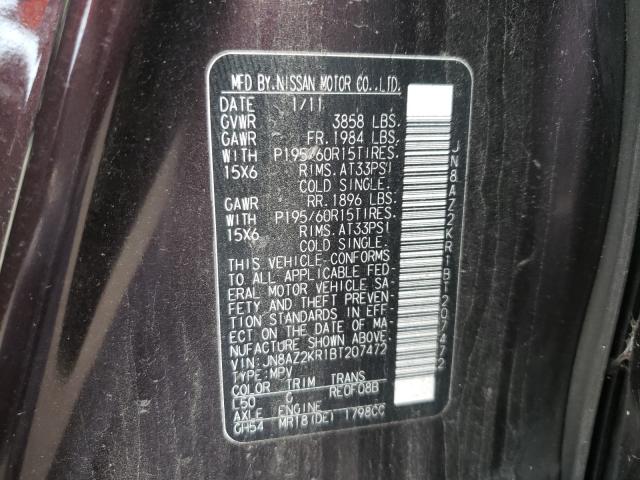 MFD BY.NISSAN MOTOR CO.,LTD.
DATE 1/11
GVWR 3858 LBS.
GAWR FR.1984 LBS.
WITH P195/60R15TIRES.
15X6 RIMS.AT33PSI
COLD SINGLE.
GAWR RR.1896 LBS.
WITH P195/60R15TIRES.
15X6 RIMS.AT33PSI
COLD SINGLE.
THIS VEHICLE CONFORMS
TO ALL APPLICABLE FED-
ERAL MOTOR VEHICLE SA-
FETY AND THEFT PREVEN-
TION STANDARDS IN EFF-
ECT ON THE DATE OF MA-
NUFACTURE SHOWN ABOVE.
VIN:JN8AZ2KR1BT207472
TYPE:MPV
COLOR TRIM TRANS
L50 G RE0F08B
AXLE ENGINE
GH54 MR18(DE) 1798CC
JN8AZ2KR1BT207472